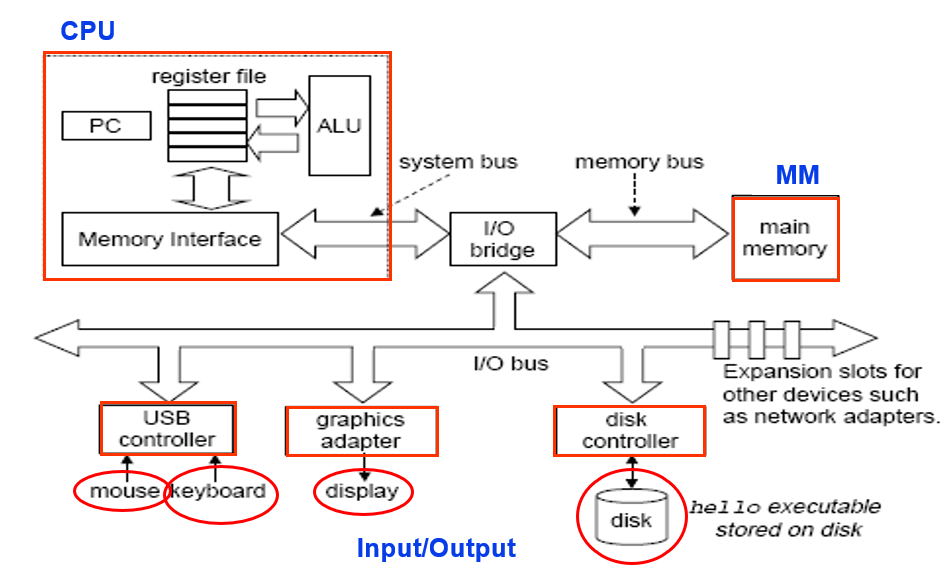 CPU
register file
PC
ALU
system bus
memory bus
MM
Memory Interface
I/O
bridge
main
memory
I/O bus
Expansion slots for
other devices such
as network adapters.
USB
controller
graphics
adapter
disk
controller
mouse
keyboard
display
disk
hello executable
stored on disk
Input/Output